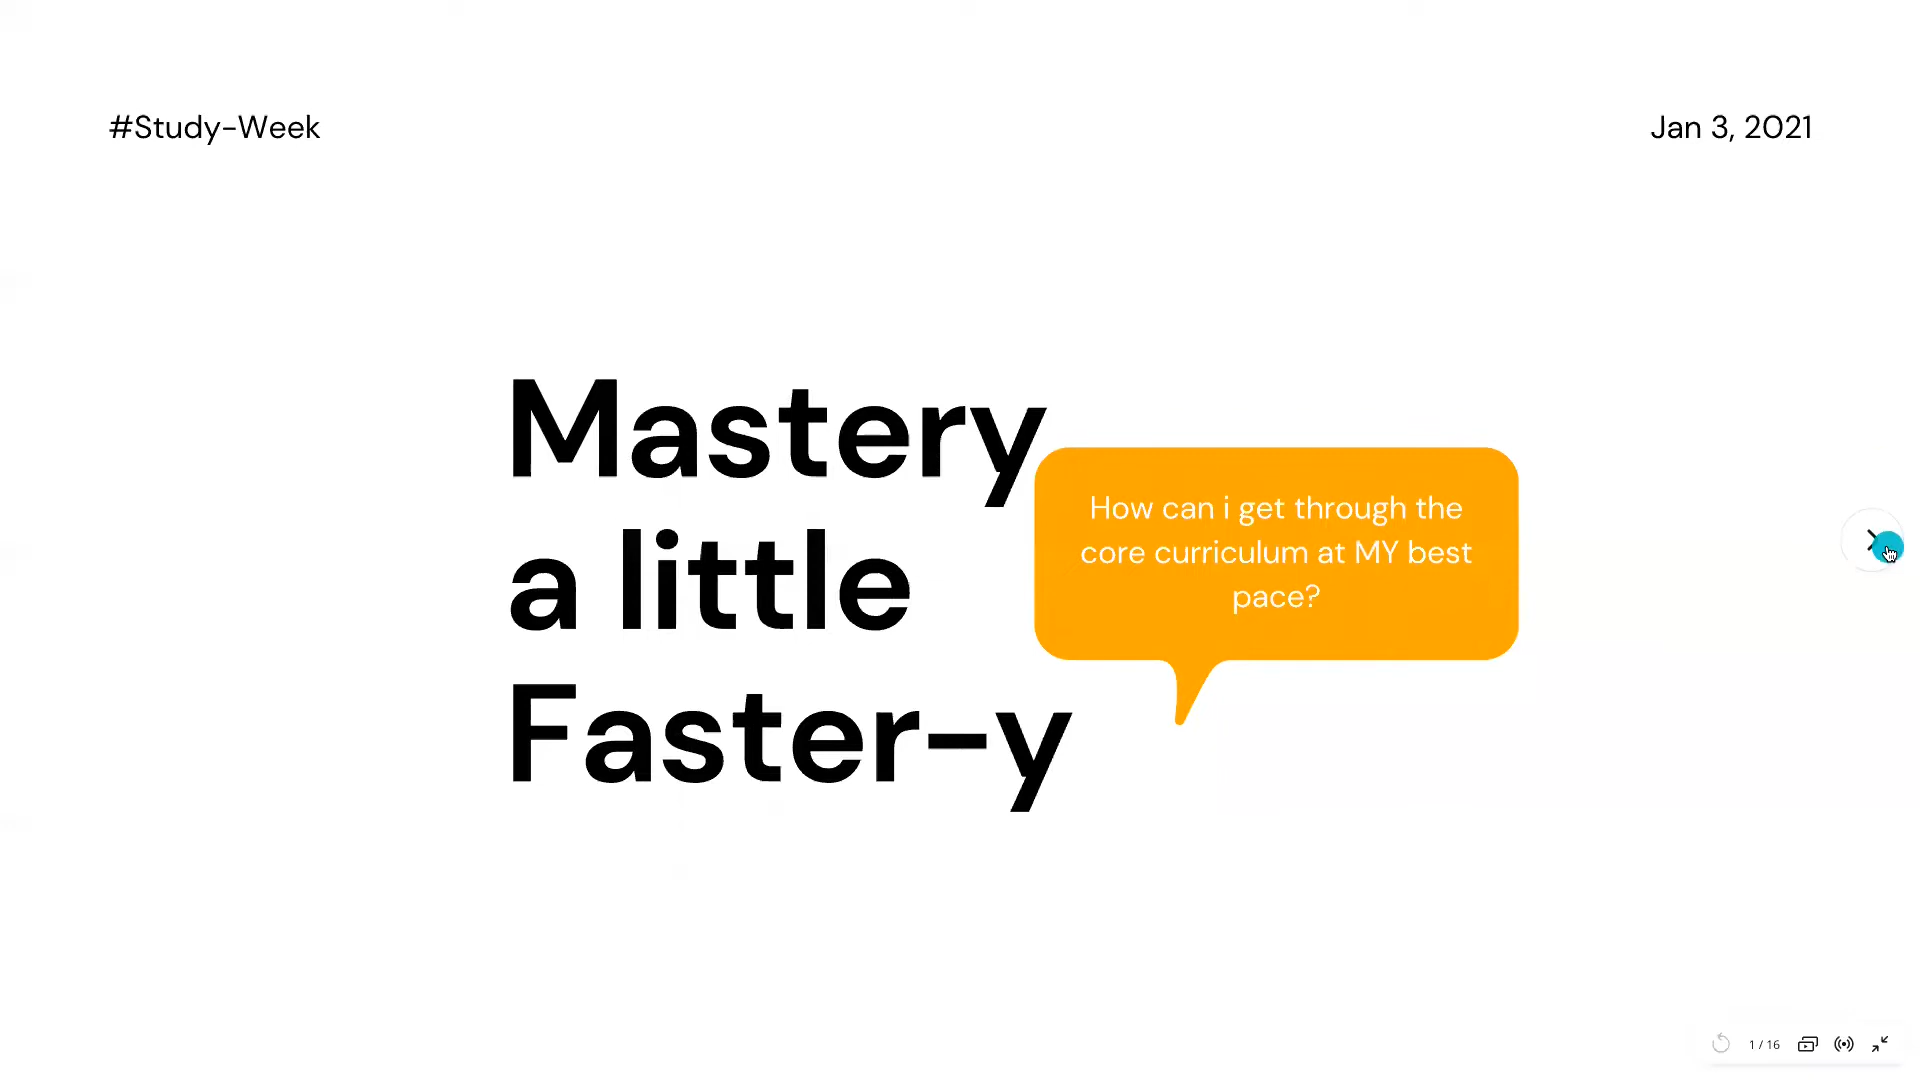 #Study-Week
Jan 3, 2021
Mastery
a little
Faster-y
How can i get through the
core curriculum at MY best
pace?
1 / 16